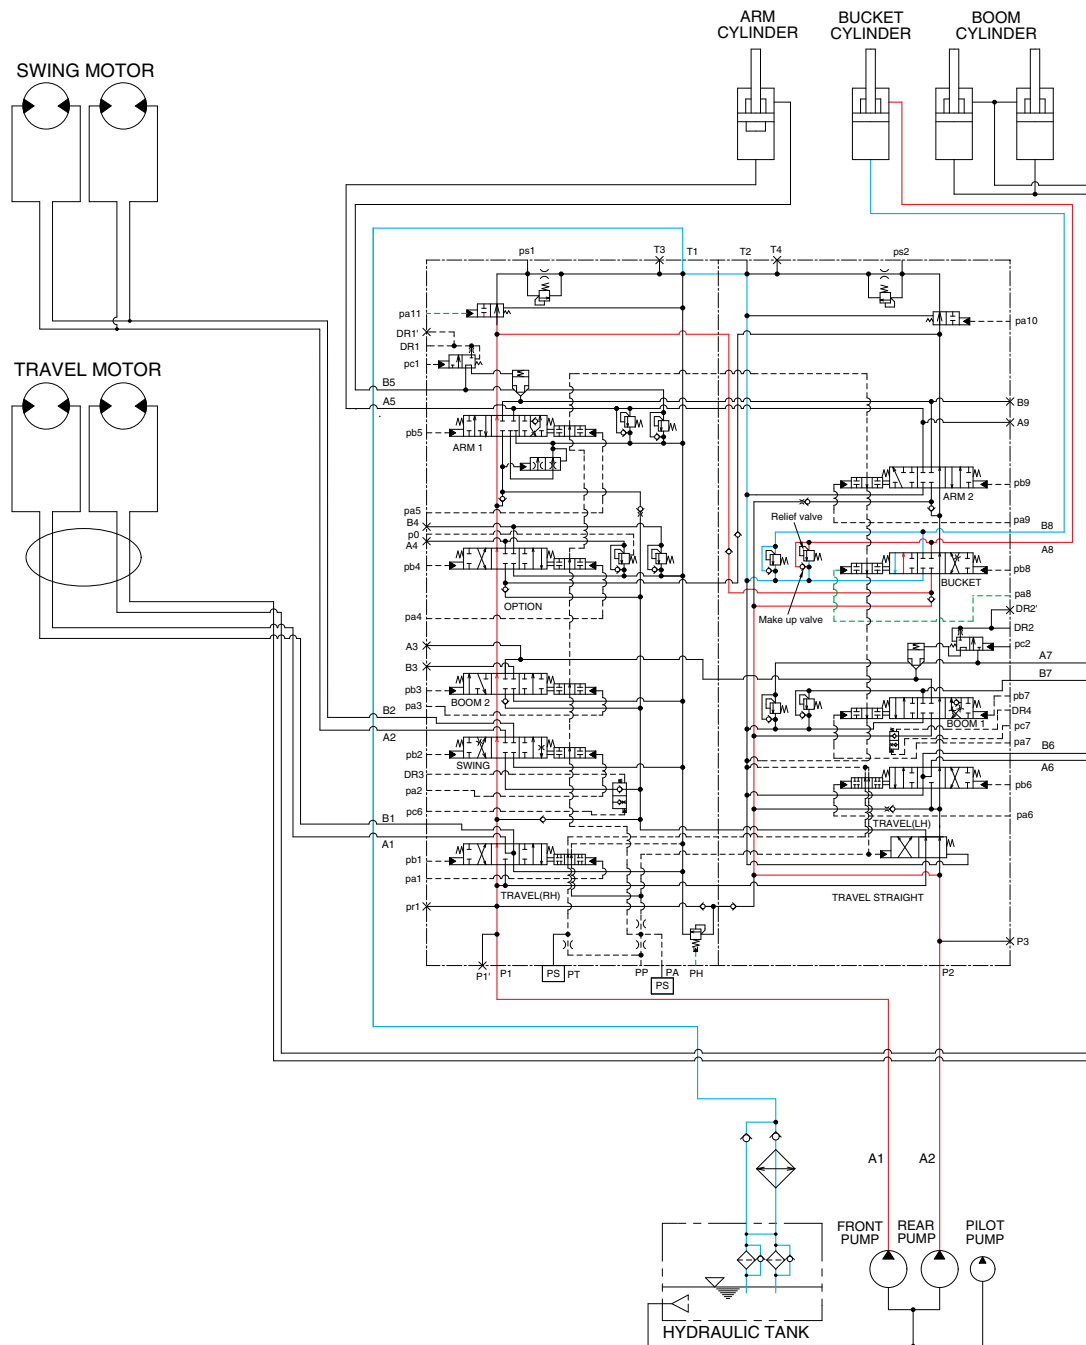 ARM
CYLINDER
BUCKET
CYLINDER
BOOM
CYLINDER
SWING MOTOR
TRAVEL MOTOR
ps1
T3
T1
T2
T4
ps2
pa11
DR1'
DR1
pc1
B5
A5
pb5
ARM 1
pa5
B4
p0
A4
pb4
OPTION
pa4
A3
B3
pb3
BOOM 2
pa3
B2
A2
pb2
SWING
DR3
pa2
pc6
B1
A1
pb1
pa1
TRAVEL(RH)
pr1
pa10
B9
A9
pb9
ARM 2
pa9
Relief valve
B8
A8
pb8
BUCKET
Make up valve
pa8
DR2'
DR2
pc2
A7
B7
pb7
DR4
BOOM 1
pc7
pa7
B6
A6
pb6
TRAVEL(LH)
pa6
TRAVEL STRAIGHT
P3
P1'
P1
PS
PT
PP
PA
PS
PH
P2
A1
A2
FRONT
PUMP
REAR
PUMP
PILOT
PUMP
HYDRAULIC TANK